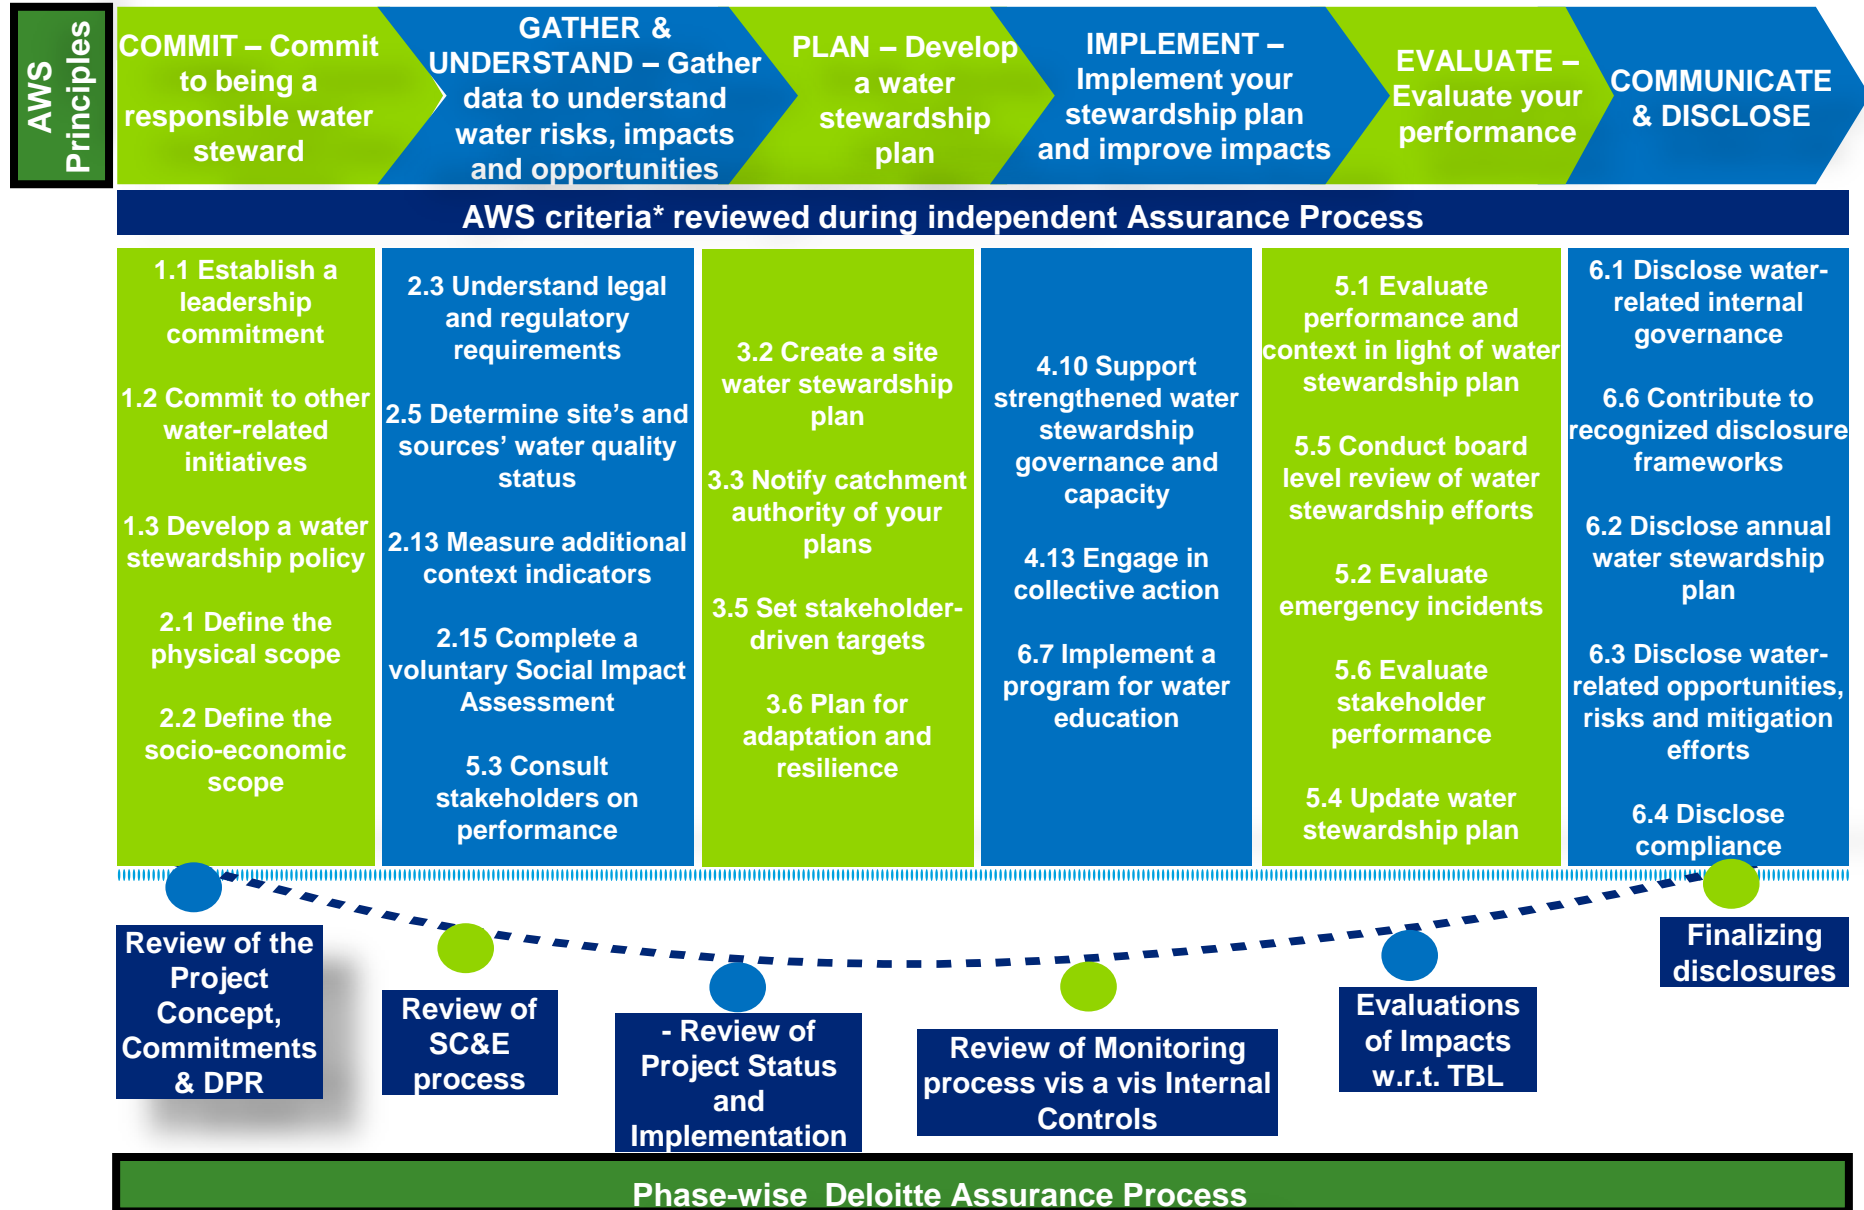 AWS
Principles
COMMIT – Commit
to being a
responsible water
steward
GATHER &
UNDERSTAND – Gather
data to understand
water risks, impacts
and opportunities
PLAN – Develop
a water
stewardship
plan
IMPLEMENT –
Implement your
stewardship plan
and improve impacts
EVALUATE –
Evaluate your
performance
COMMUNICATE
& DISCLOSE
AWS criteria* reviewed during independent Assurance Process
1.1 Establish a
leadership
commitment
1.2 Commit to other
water-related
initiatives
1.3 Develop a water
stewardship policy
2.1 Define the
physical scope
2.2 Define the
socio-economic
scope
2.3 Understand legal
and regulatory
requirements
2.5 Determine site’s and
sources’ water quality
status
2.13 Measure additional
context indicators
2.15 Complete a
voluntary Social Impact
Assessment
5.3 Consult
stakeholders on
performance
3.2 Create a site
water stewardship
plan
3.3 Notify catchment
authority of your
plans
3.5 Set stakeholder-
driven targets
3.6 Plan for
adaptation and
resilience
4.10 Support
strengthened water
stewardship
governance and
capacity
4.13 Engage in
collective action
6.7 Implement a
program for water
education
5.1 Evaluate
performance and
context in light of water
stewardship plan
5.5 Conduct board
level review of water
stewardship efforts
5.2 Evaluate
emergency incidents
5.6 Evaluate
stakeholder
performance
5.4 Update water
stewardship plan
6.1 Disclose water-
related internal
governance
6.6 Contribute to
recognized disclosure
frameworks
6.2 Disclose annual
water stewardship
plan
6.3 Disclose water-
related opportunities,
risks and mitigation
efforts
6.4 Disclose
compliance
Review of the
Project
Concept,
Commitments
& DPR
Review of
SC&E
process
- Review of
Project Status
and
Implementation
Review of Monitoring
process vis a vis Internal
Controls
Evaluations
of Impacts
w.r.t. TBL
Finalizing
disclosures
Phase-wise Deloitte Assurance Process